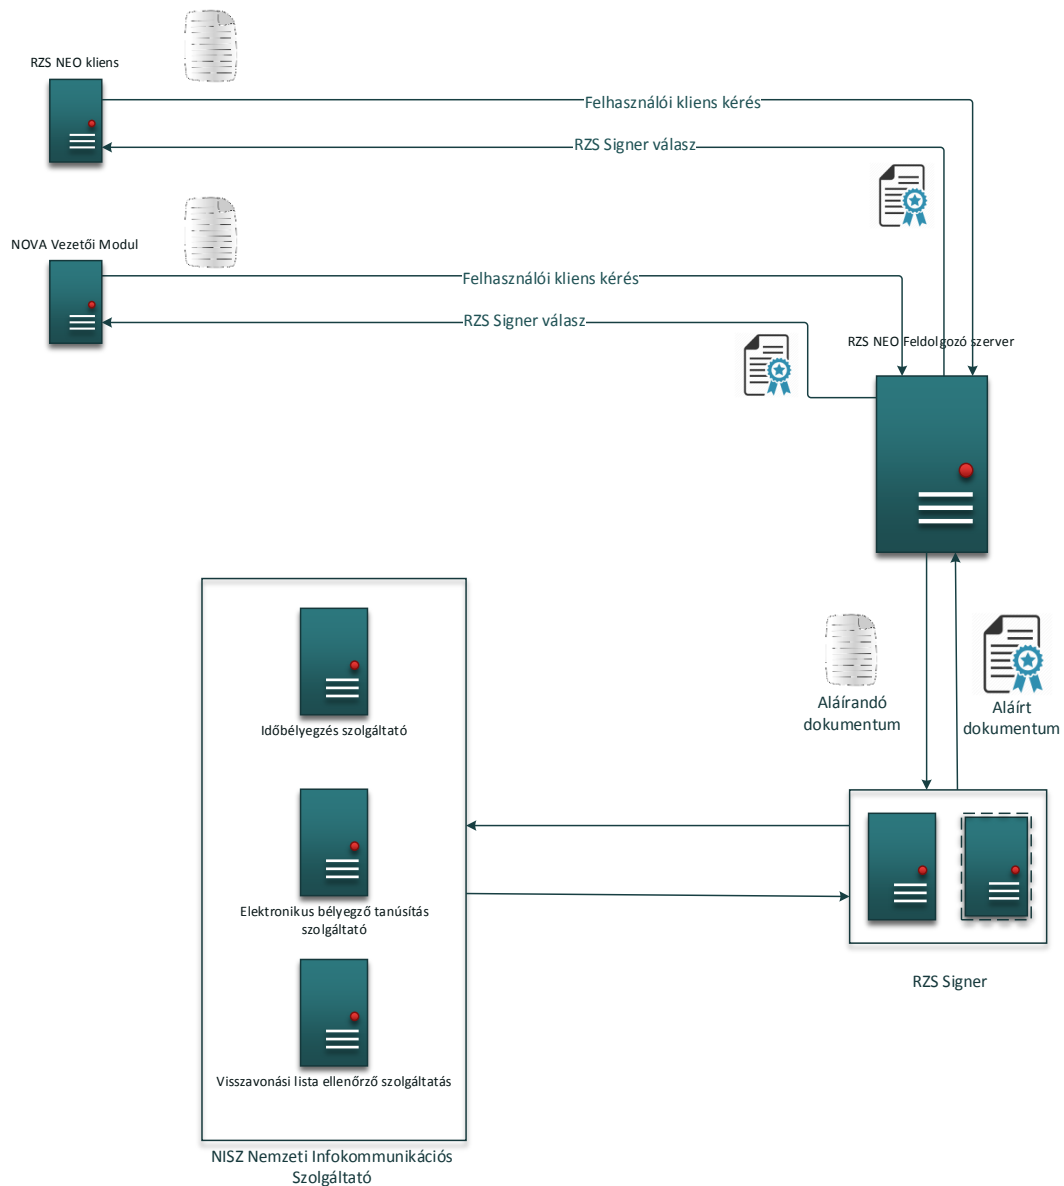 RZS NEO kliens
Felhasználói kliens kérés
RZS Signer válasz
NOVA Vezetői Modul
Felhasználói kliens kérés
RZS Signer válasz
RZS NEO Feldolgozó szerver
Időbélyegzés szolgáltató
Aláírandó
dokumentum
Aláírt
dokumentum
Elektronikus bélyegző tanúsítás
szolgáltató
RZS Signer
Visszavonási lista ellenőrző szolgáltatás
NISZ Nemzeti Infokommunikációs
Szolgáltató